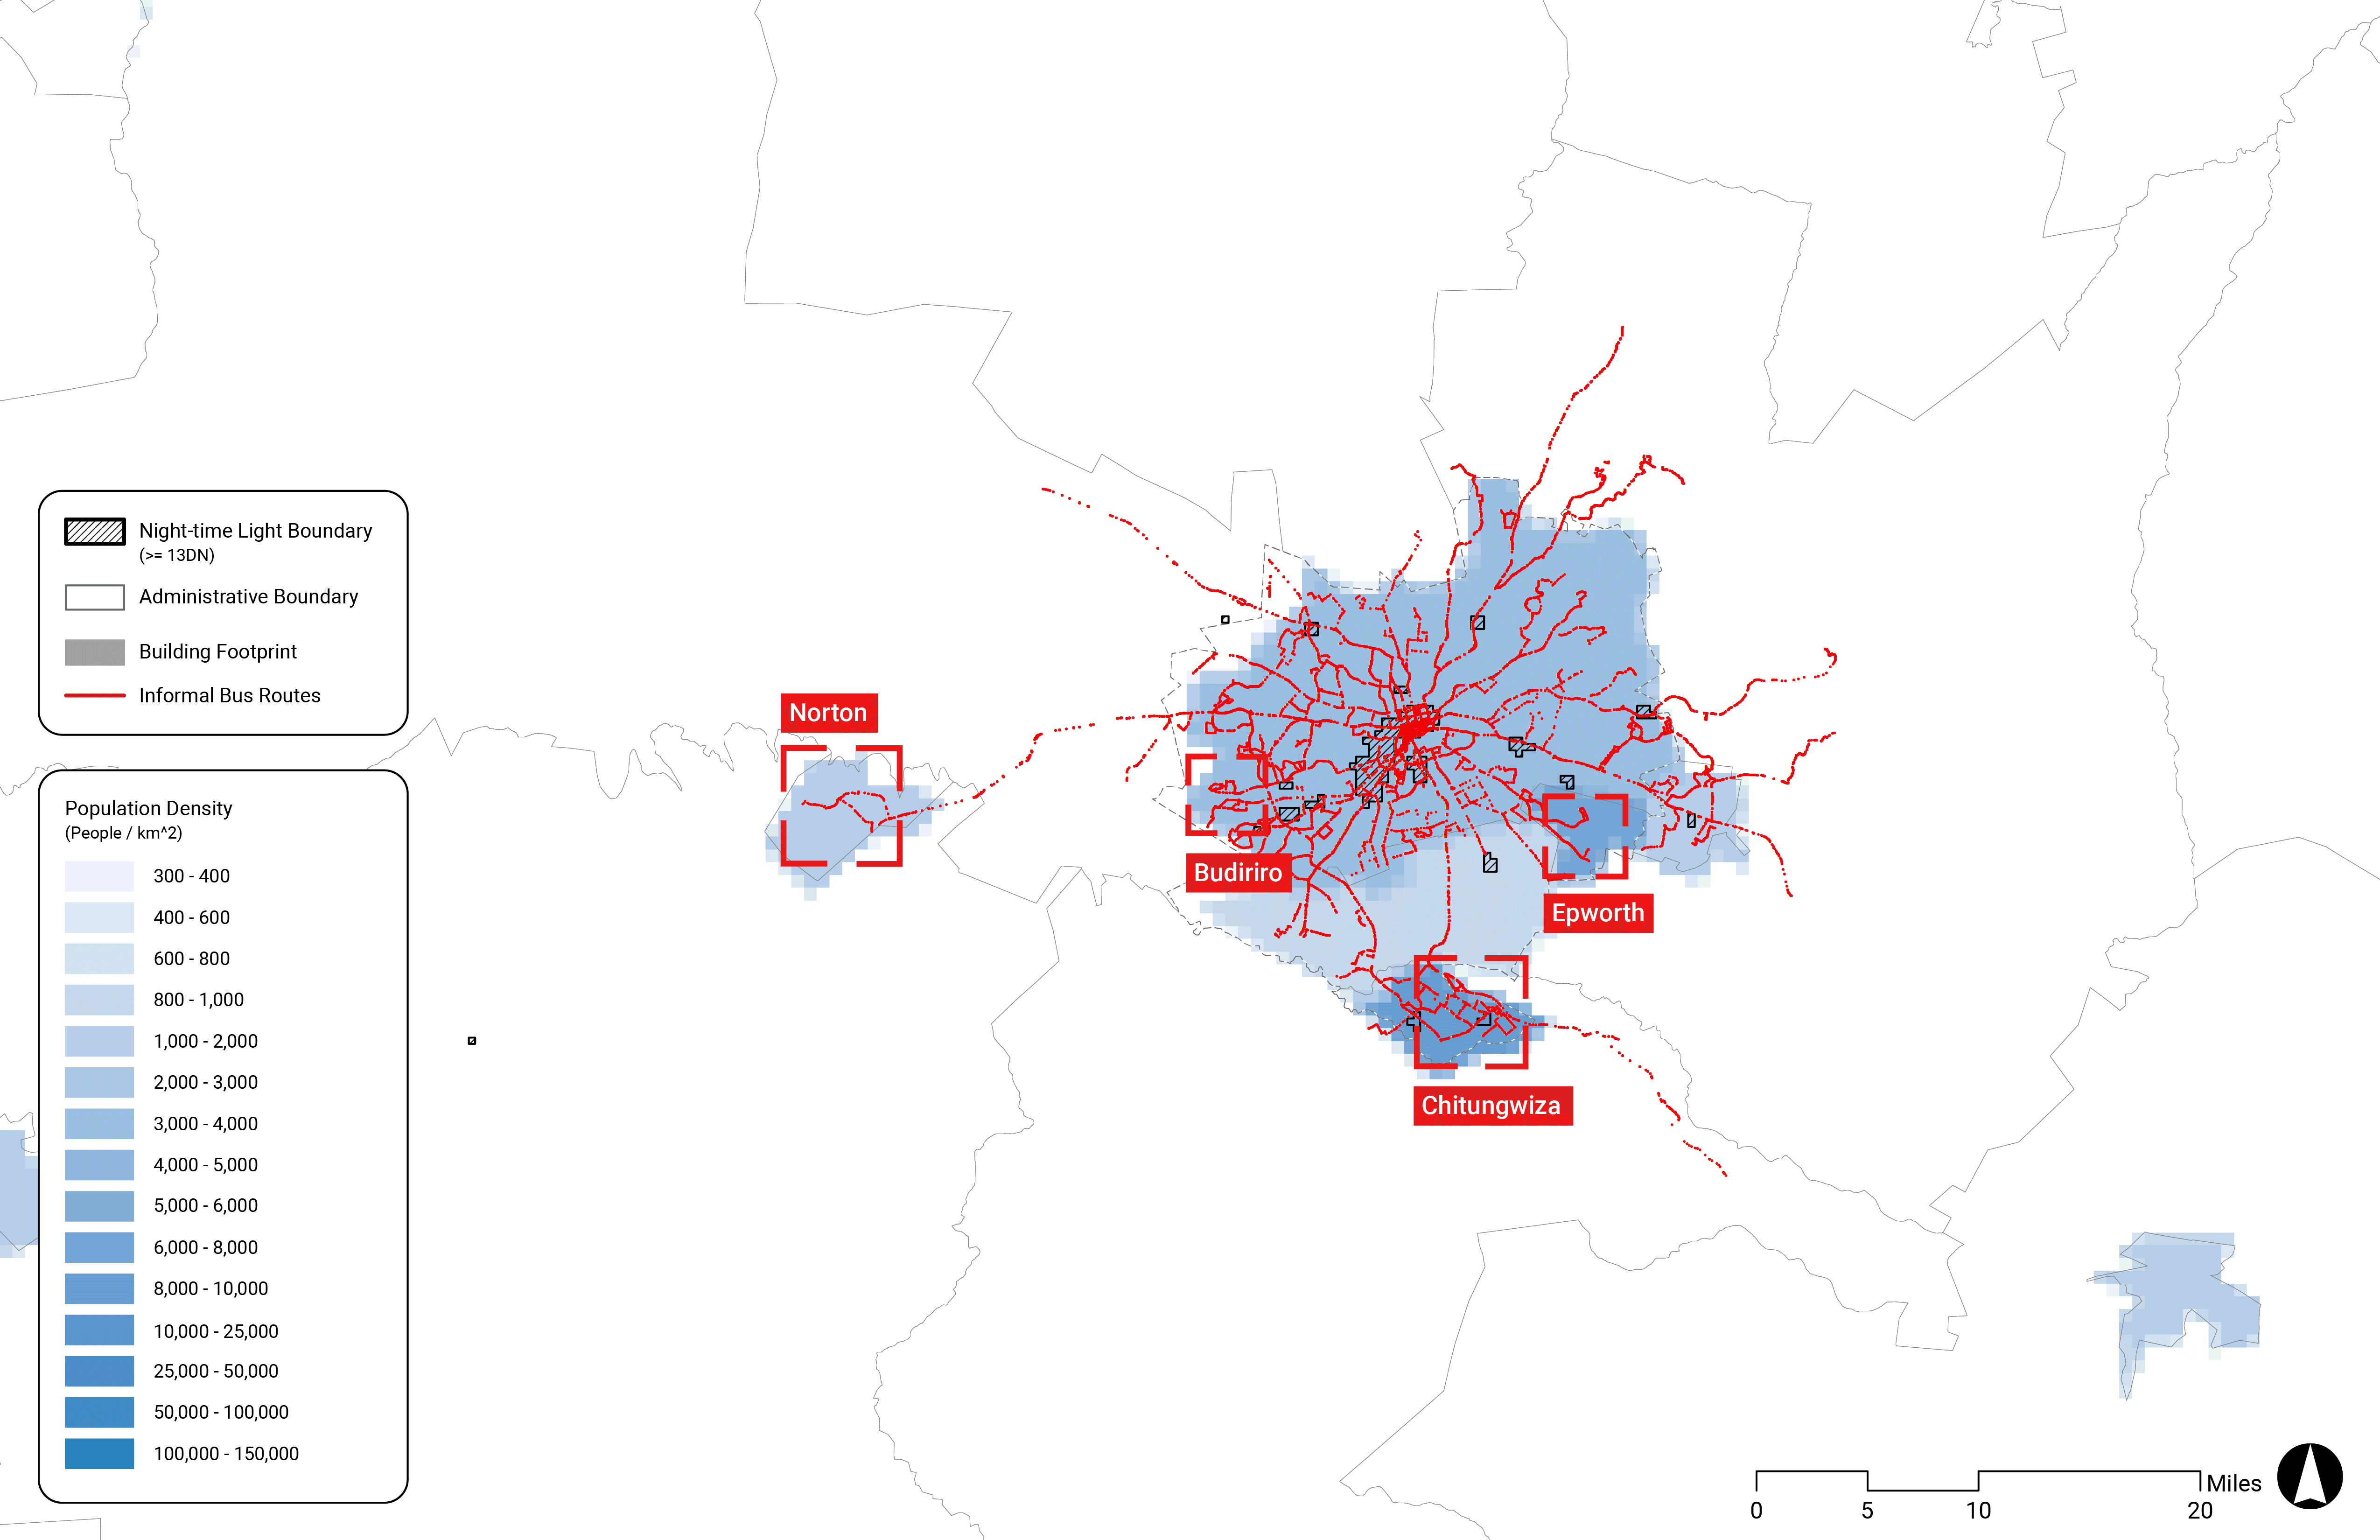 Night-time Light Boundary
(>= 13DN)
Administrative Boundary
Building Footprint
Informal Bus Routes
Population Density
(People / km^2)
300 - 400
400 - 600
600 - 800
800 - 1,000
1,000 - 2,000
2,000 - 3,000
3,000 - 4,000
4,000 - 5,000
5,000 - 6,000
6,000 - 8,000
8,000 - 10,000
10,000 - 25,000
25,000 - 50,000
50,000 - 100,000
100,000 - 150,000
Norton
Budiriro
Epworth
Chitungwiza
Miles
0 5 10 20